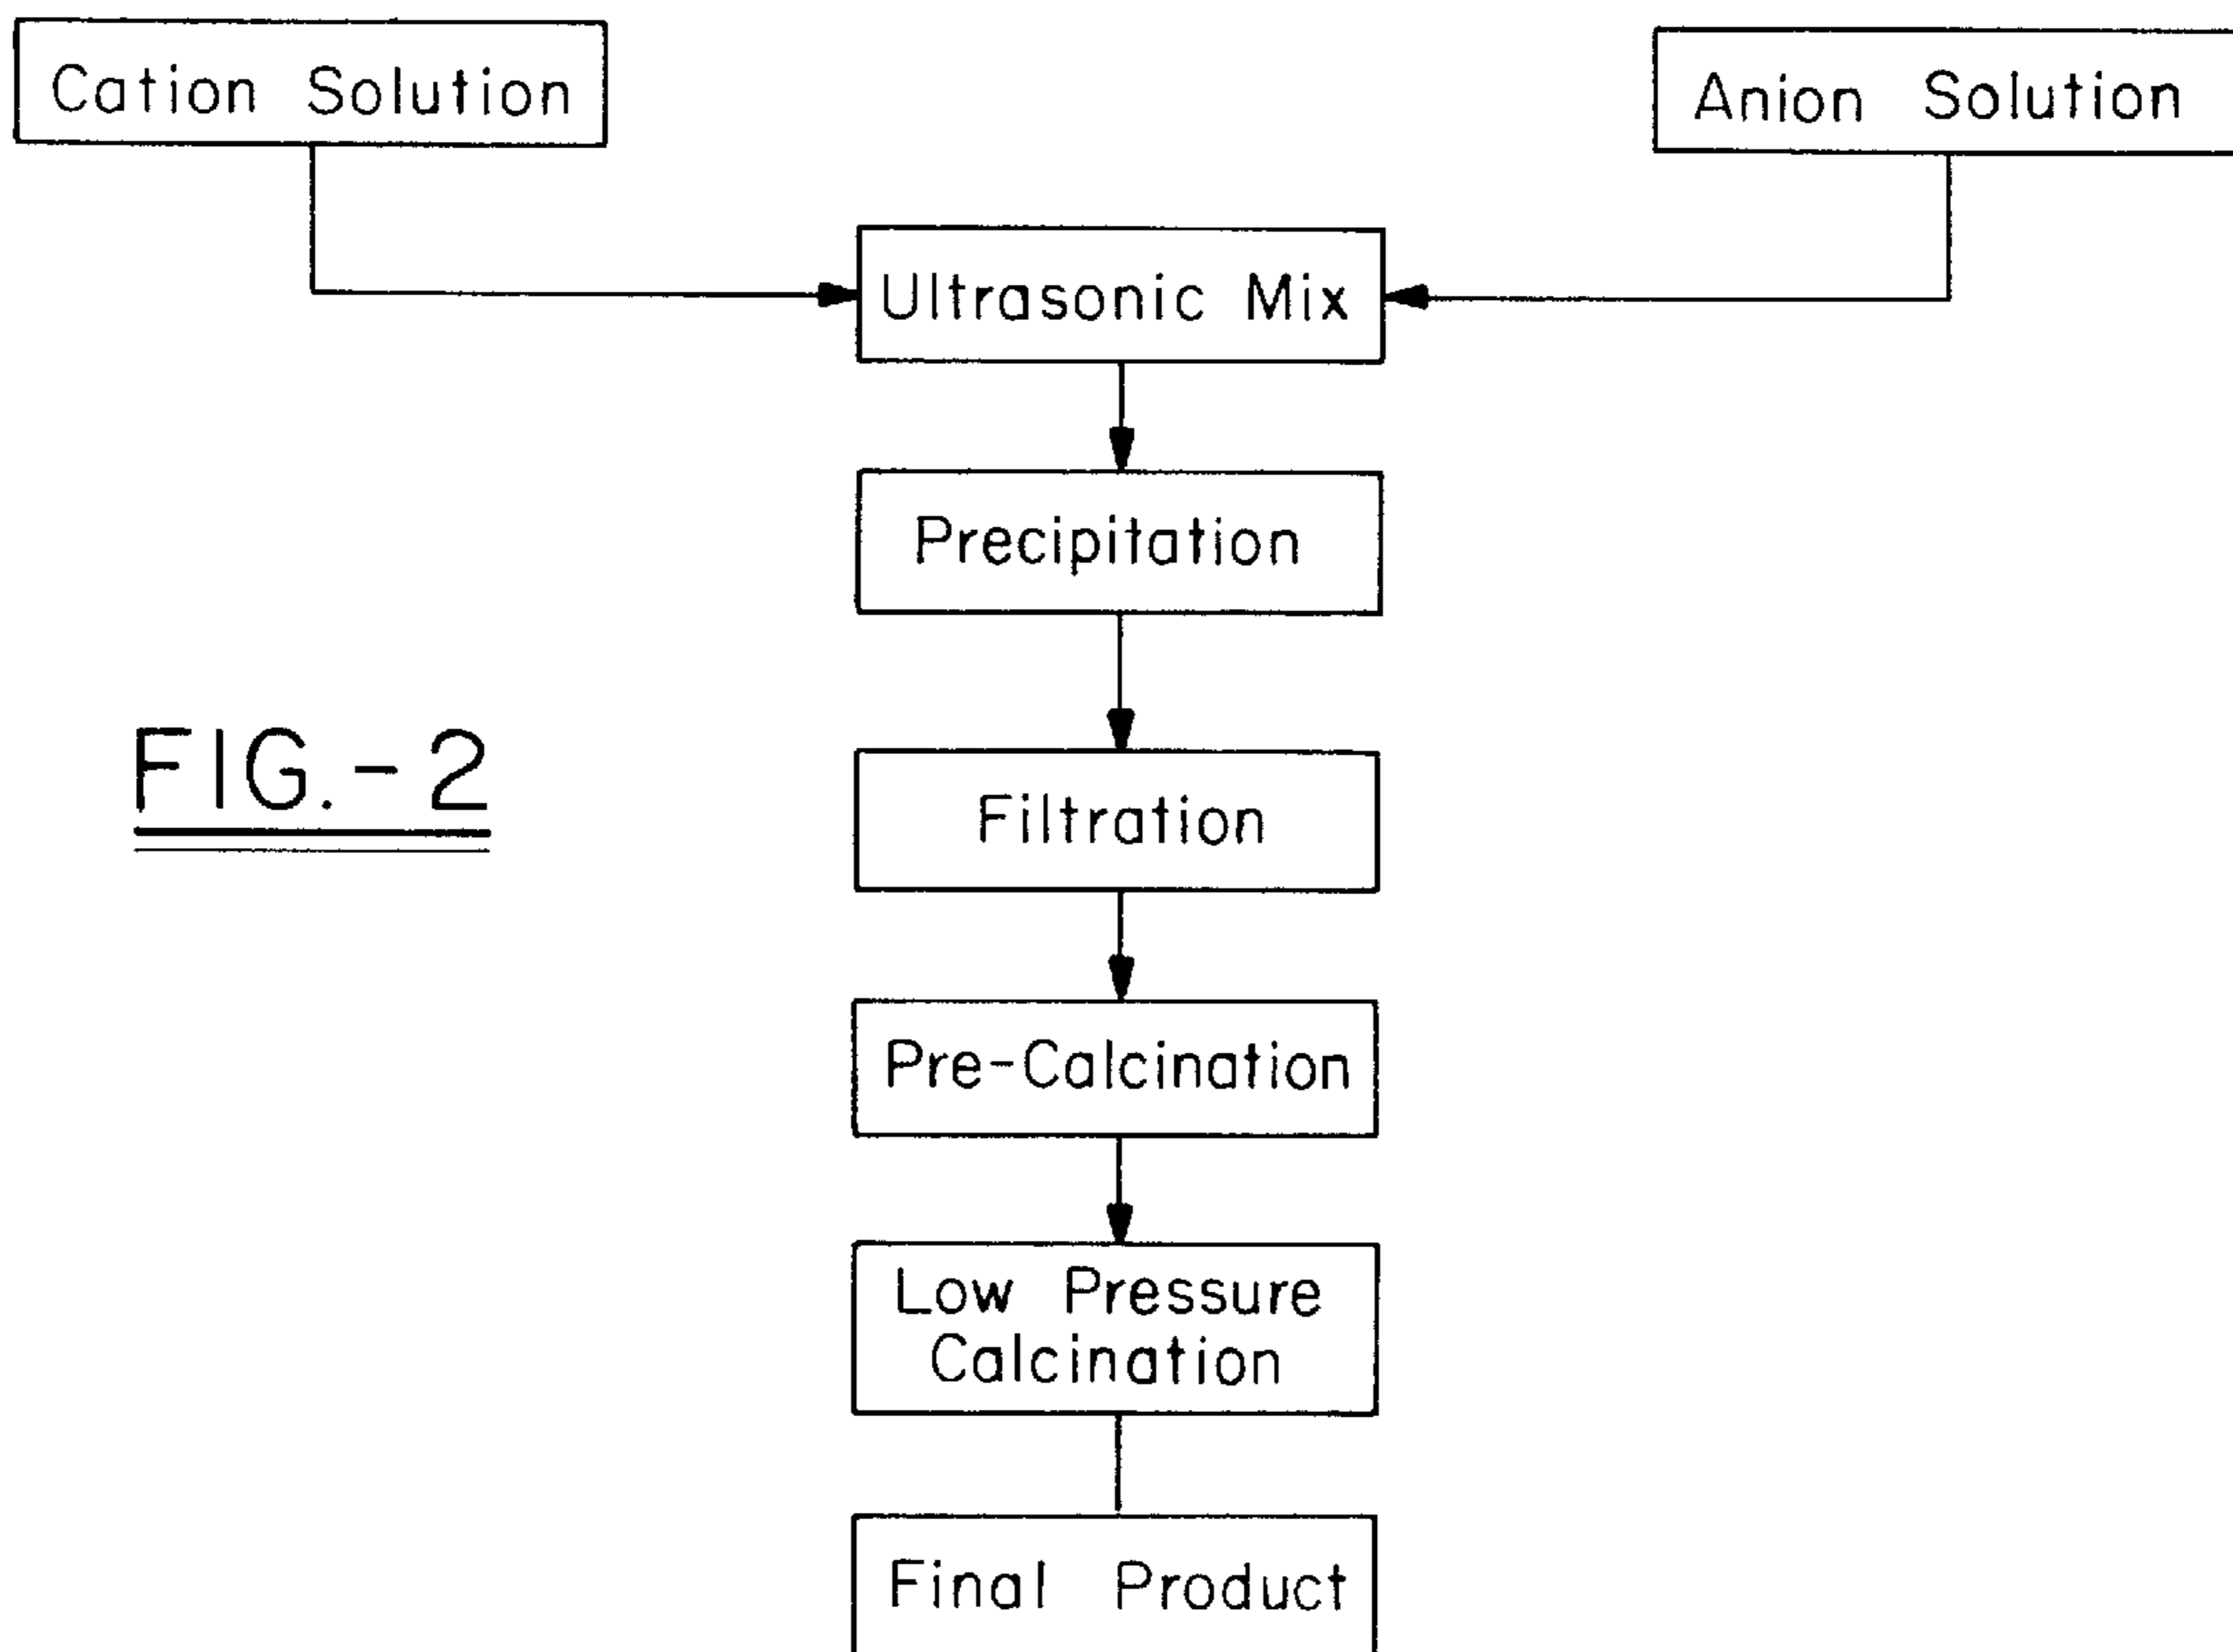 Cation Solution
Anion Solution
Ultrasonic Mix
Precipitation
Filtration
FIG.-2
Pre-Calcination
Low Pressure
Calcination
Final Product